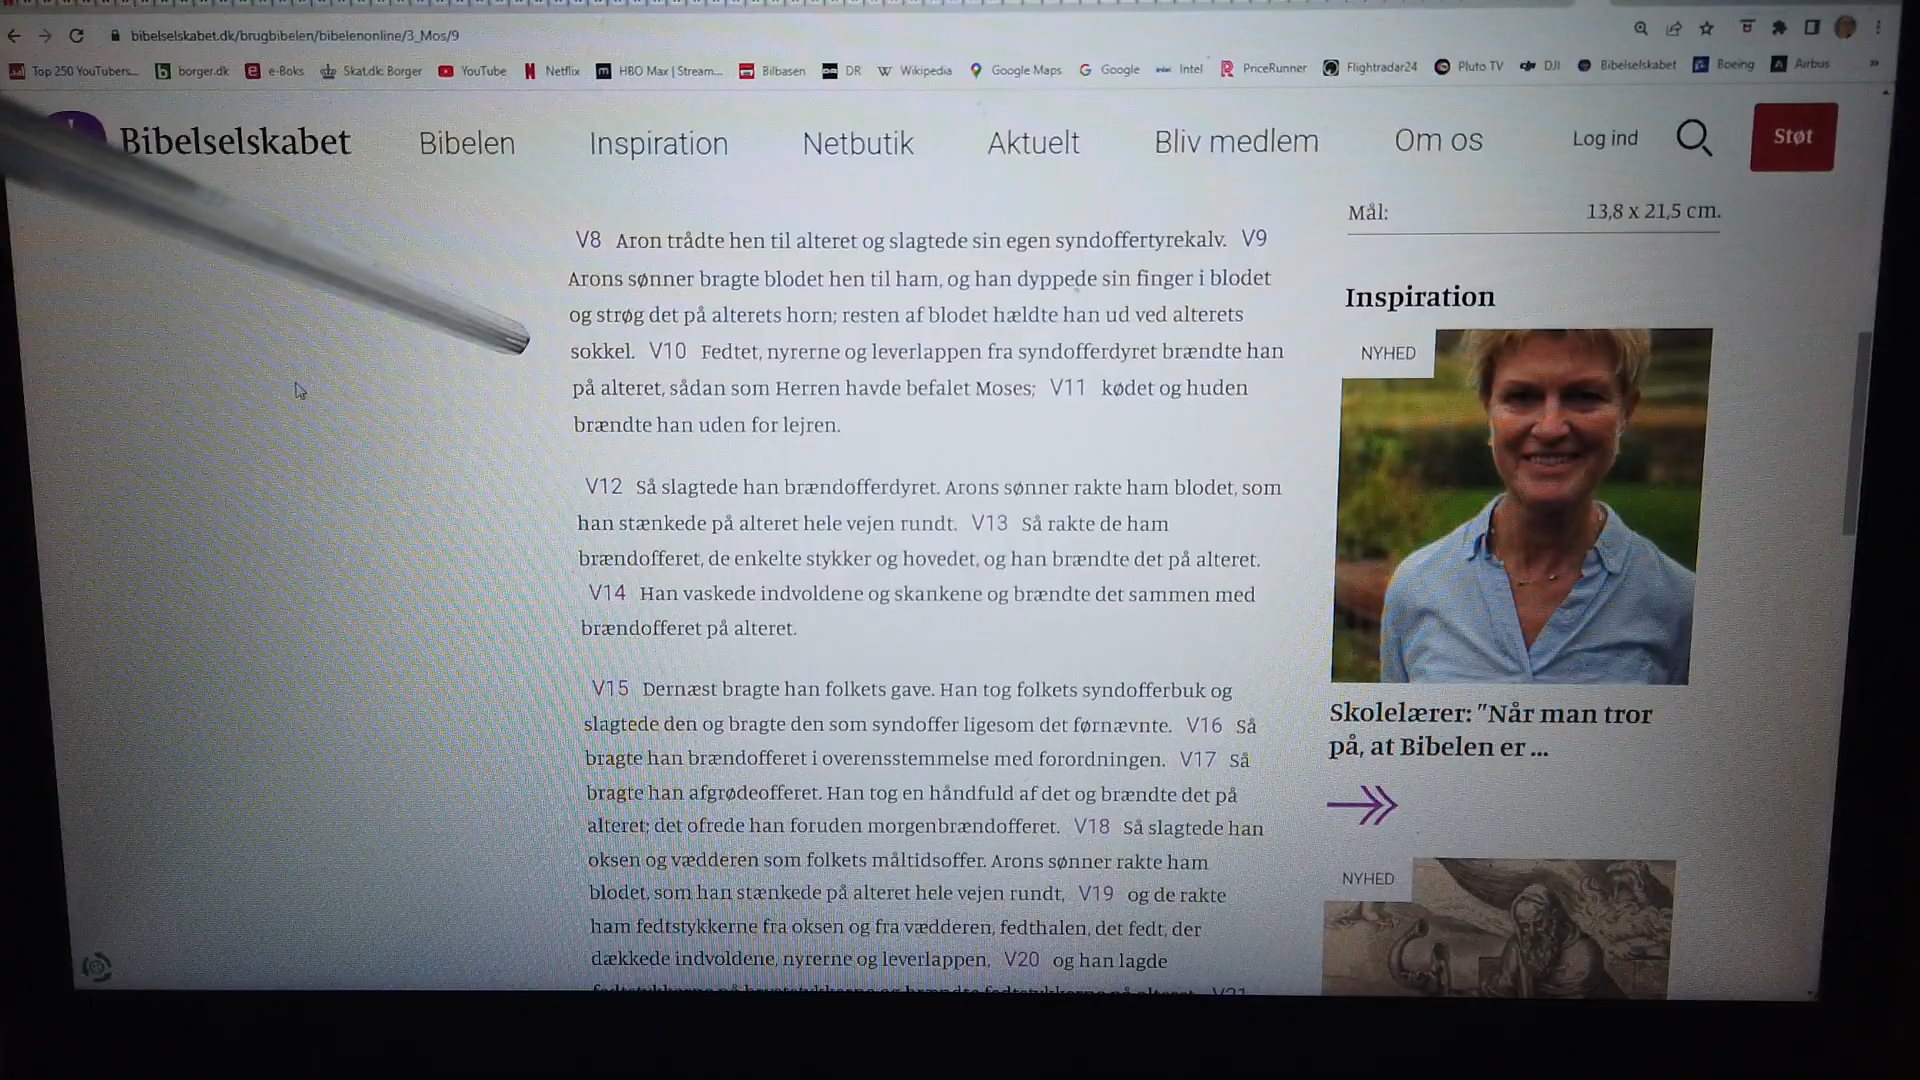 bibelselskabet.dk/brugbibelen/bibelenonline/3_Mos/9
Top 250 YouTubers... borger.dk e-Boks Skat.dk: Borger YouTube Netflix HBO Max | Stream... Bilbasen DR Wikipedia Google Maps Google Intel PriceRunner Flightradar24 Pluto TV DJI Bibelselskabet Boeing Airbus »
Bibelselskabet Bibelen Inspiration Netbutik Aktuelt Bliv medlem Om os Log ind Støt
V8 Aron trådte hen til alteret og slagtede sin egen syndoffertyrekalv. V9
Arons sønner bragte blodet hen til ham, og han dyppede sin finger i blodet
og strøg det på alterets horn; resten af blodet hældte han ud ved alterets
sokkel. V10 Fedtet, nyrerne og leverlappen fra syndofferdyret brændte han
på alteret, sådan som Herren havde befalet Moses; V11 kødet og huden
brændte han uden for lejren.
V12 Så slagtede han brændofferdyret. Arons sønner rakte ham blodet, som
han stænkede på alteret hele vejen rundt. V13 Så rakte de ham
brændofferet, de enkelte stykker og hovedet, og han brændte det på alteret.
V14 Han vaskede indvoldene og skankene og brændte det sammen med
brændofferet på alteret.
V15 Dernæst bragte han folkets gave. Han tog folkets syndofferbuk og
slagtede den og bragte den som syndoffer ligesom det førnævnte. V16 Så
bragte han brændofferet i overensstemmelse med forordningen. V17 Så
bragte han afgrødeofferet. Han tog en håndfuld af det og brændte det på
alteret; det ofrede han foruden morgenbrændofferet. V18 Så slagtede han
oksen og vædderen som folkets måltidsoffer. Arons sønner rakte ham
blodet, som han stænkede på alteret hele vejen rundt, V19 og de rakte
ham fedtstykkerne fra oksen og fra vædderen, fedthalen, det fedt, der
dækkede indvoldene, nyrerne og leverlappen, V20 og han lagde
Mål: 13,8 x 21,5 cm.
Inspiration
NYHED
Skolelærer: "Når man tror
på, at Bibelen er ...
NYHED